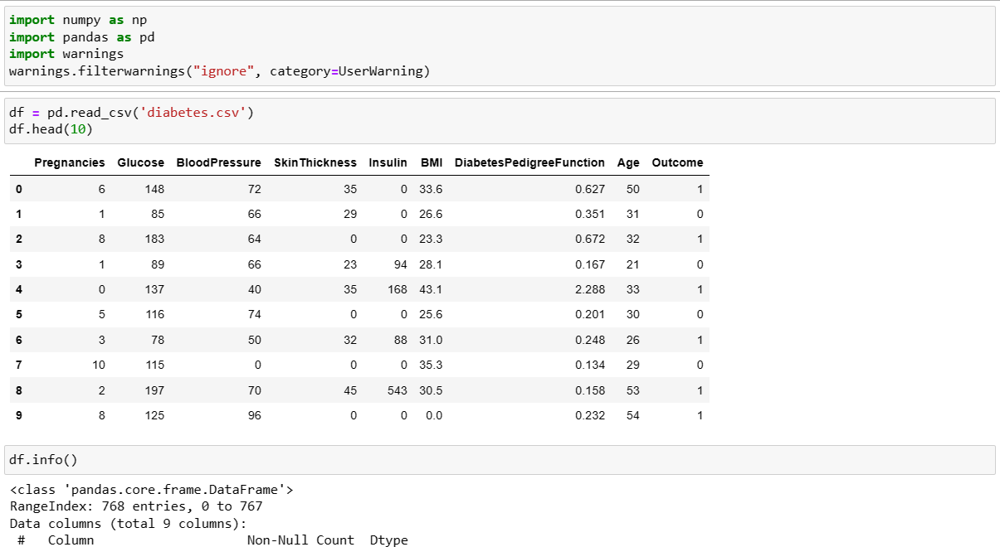 import numpy as np
import pandas as pd
import warnings
warnings.filterwarnings("ignore", category=UserWarning)
df = pd.read_csv('diabetes.csv')
df.head(10)
Pregnancies Glucose BloodPressure SkinThickness Insulin BMI DiabetesPedigreeFunction Age Outcome
0 6 148 72 35 0 33.6 0.627 50 1
1 1 85 66 29 0 26.6 0.351 31 0
2 8 183 64 0 0 23.3 0.672 32 1
3 1 89 66 23 94 28.1 0.167 21 0
4 0 137 40 35 168 43.1 2.288 33 1
5 5 116 74 0 0 25.6 0.201 30 0
6 3 78 50 32 88 31.0 0.248 26 1
7 10 115 0 0 0 35.3 0.134 29 0
8 2 197 70 45 543 30.5 0.158 53 1
9 8 125 96 0 0 0.0 0.232 54 1
df.info()
<class 'pandas.core.frame.DataFrame'>
RangeIndex: 768 entries, 0 to 767
Data columns (total 9 columns):
# Column Non-Null Count Dtype